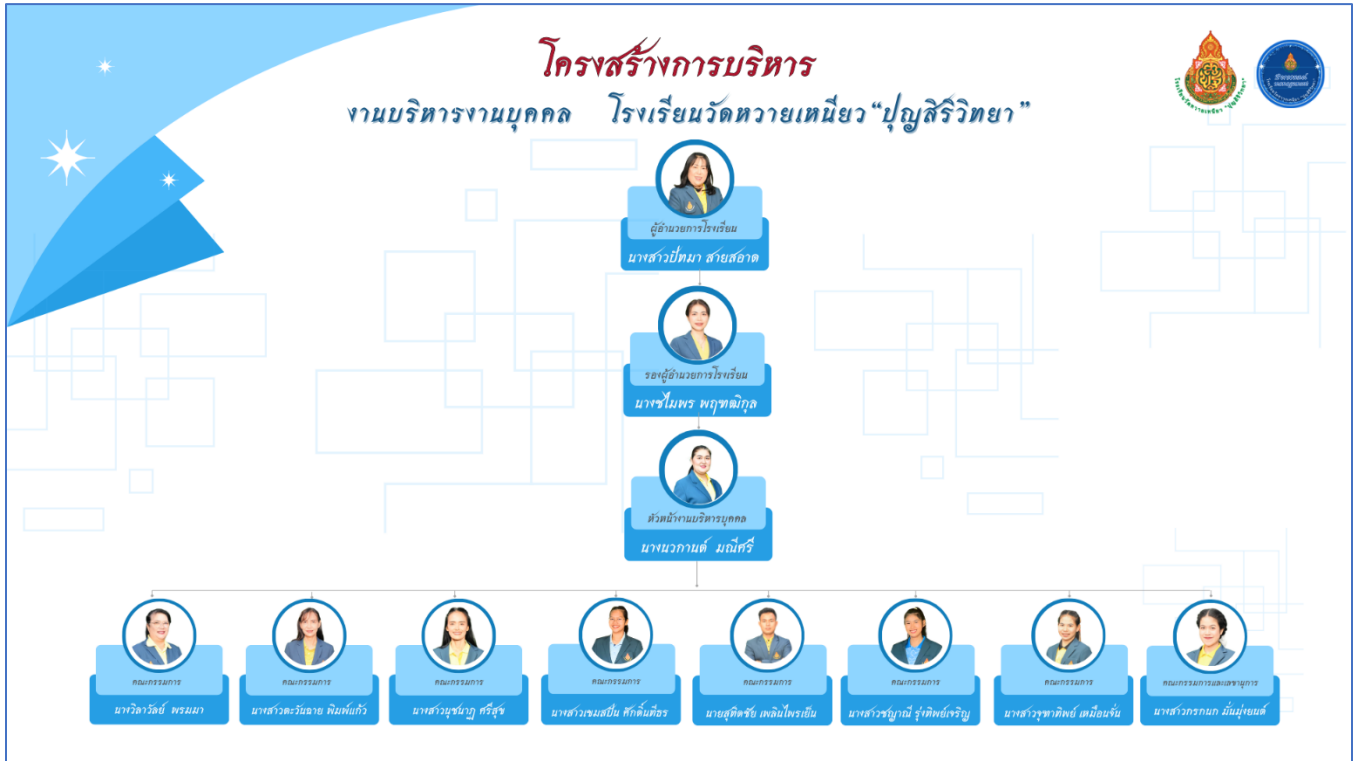 โครงสร้างการบริหาร
งานบริหารงานบุคคล โรงเรียนวัดหวายเหนียว "ปุญสิริวิทยา"
ผู้อำนวยการโรงเรียน
นางสาวปัทมา สายสอาด
รองผู้อำนวยการโรงเรียน
นางชไมพร พฤฑฒิกุล
หัวหน้างานบริหารบุคคล
นางนวกานต์ มณีศรี
คณะกรรมการ
นางวิลาวัลย์ พรมมา
คณะกรรมการ
นางสาวตะวันฉาย พิมพ์แก้ว
คณะกรรมการ
นางสาวนุชนาฏ ศรีสุข
คณะกรรมการ
นางสาวเขมสปิ่น ศักดิ์นทีธร
คณะกรรมการ
นายสุทิตชัย เพลินไพรเย็น
คณะกรรมการ
นางสาวชญาณี รุ่งทิพย์เจริญ
คณะกรรมการ
นางสาวจุฑาทิพย์ เหมือนจั่น
คณะกรรมการและเลขานุการ
นางสาวกรกนก มั่นมุ่งยนต์